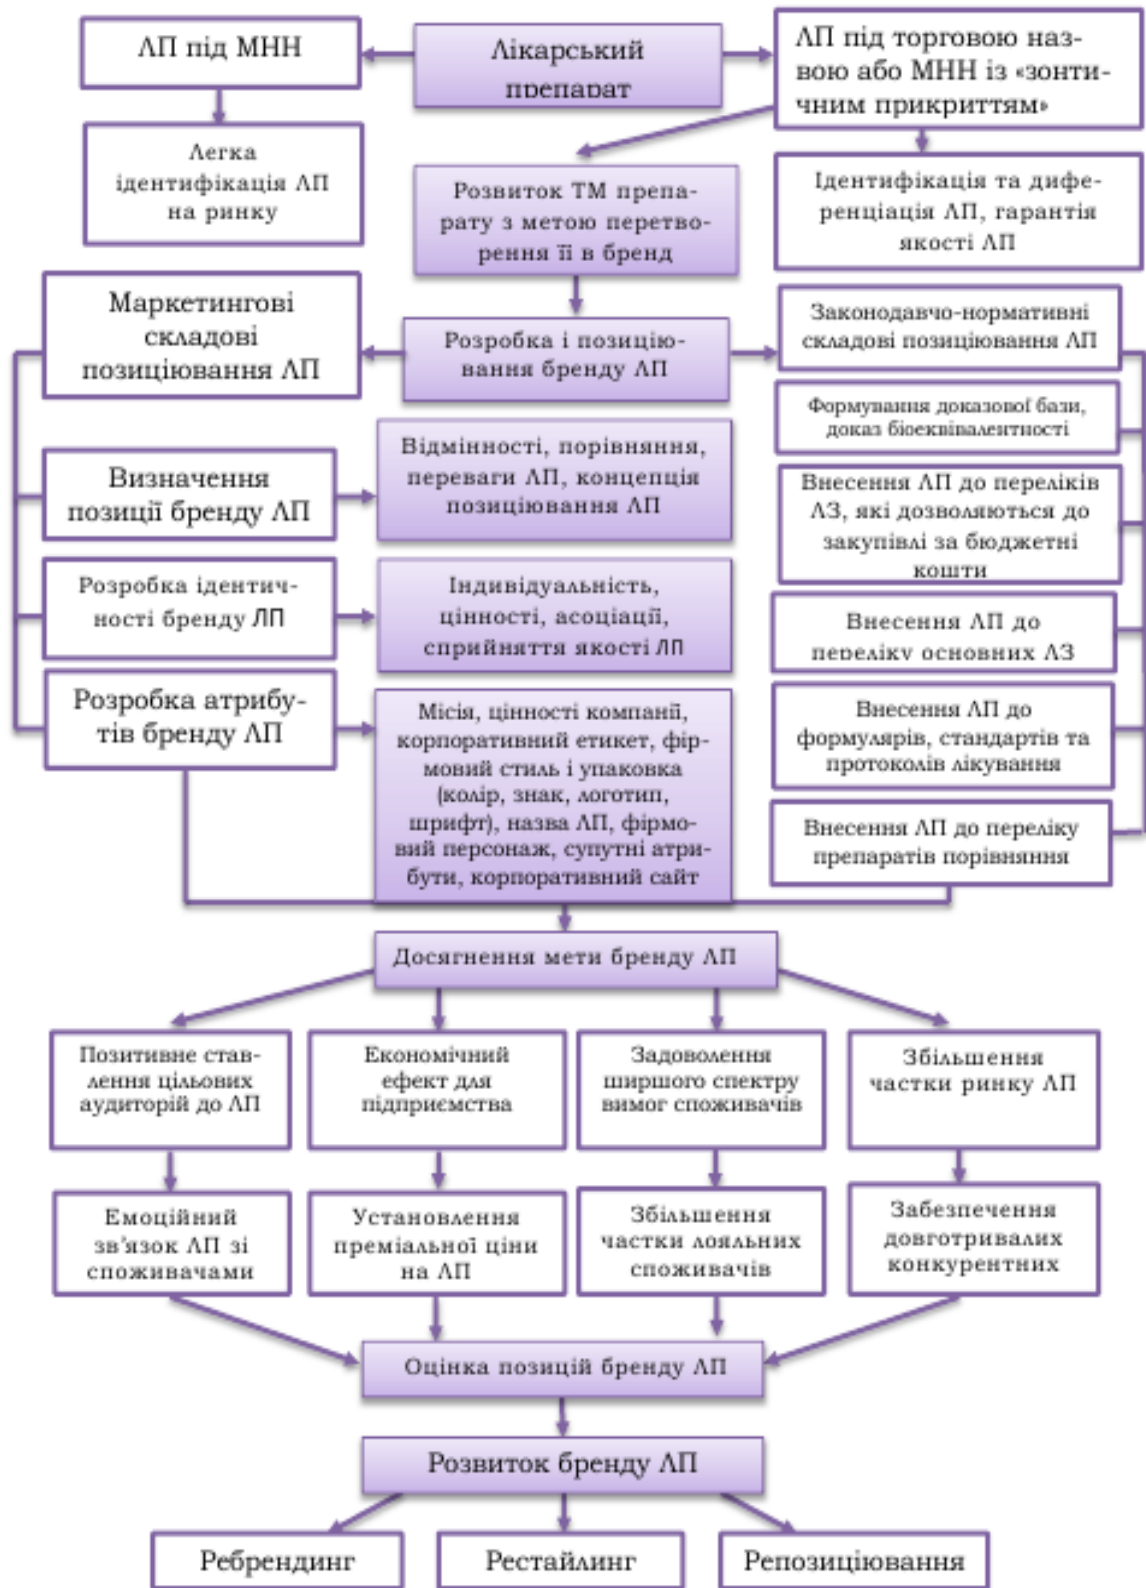 ЛП під МНН
Лікарський
препарат
ЛП під торговою наз-
вою або МНН із «зонти-
чним прикриттям»
Легка
ідентифікація ЛП
на ринку
Розвиток ТМ препа-
рату з метою перетво-
рення її в бренд
Ідентифікація та дифе-
ренціація ЛП, гарантія
якості ЛП
Маркетингові
складові
позиціювання ЛП
Розробка і позицію-
вання бренду ЛП
Законодавчо-нормативні
складові позиціювання ЛП
Формування доказової бази,
доказ біоеквівалентності
Визначення
позиції бренду ЛП
Відмінності, порівняння,
переваги ЛП, концепція
позиціювання ЛП
Внесення ЛП до переліків
ЛЗ, які дозволяються до
закупівлі за бюджетні
кошти
Розробка ідентич-
ності бренду ЛП
Індивідуальність,
цінності, асоціації,
сприйняття якості ЛП
Внесення ЛП до
переліку основних ЛЗ
Розробка атрибу-
тів бренду ЛП
Місія, цінності компанії,
корпоративний етикет, фір-
мовий стиль і упаковка
(колір, знак, логотип,
шрифт), назва ЛП, фірмо-
вий персонаж, супутні атри-
бути, корпоративний сайт
Внесення ЛП до
формулярів, стандартів та
протоколів лікування
Внесення ЛП до переліку
препаратів порівняння
Досягнення мети бренду ЛП
Позитивне став-
лення цільових
аудиторій до ЛП
Економічний
ефект для
підприємства
Задоволення
ширшого спектру
вимог споживачів
Збільшення
частки ринку ЛП
Емоційний
зв’язок ЛП зі
споживачами
Установлення
преміальної ціни
на ЛП
Збільшення
частки лояльних
споживачів
Забезпечення
довготривалих
конкурентних
Оцінка позицій бренду ЛП
Розвиток бренду ЛП
Ребрендинг
Рестайлинг
Репозиціювання